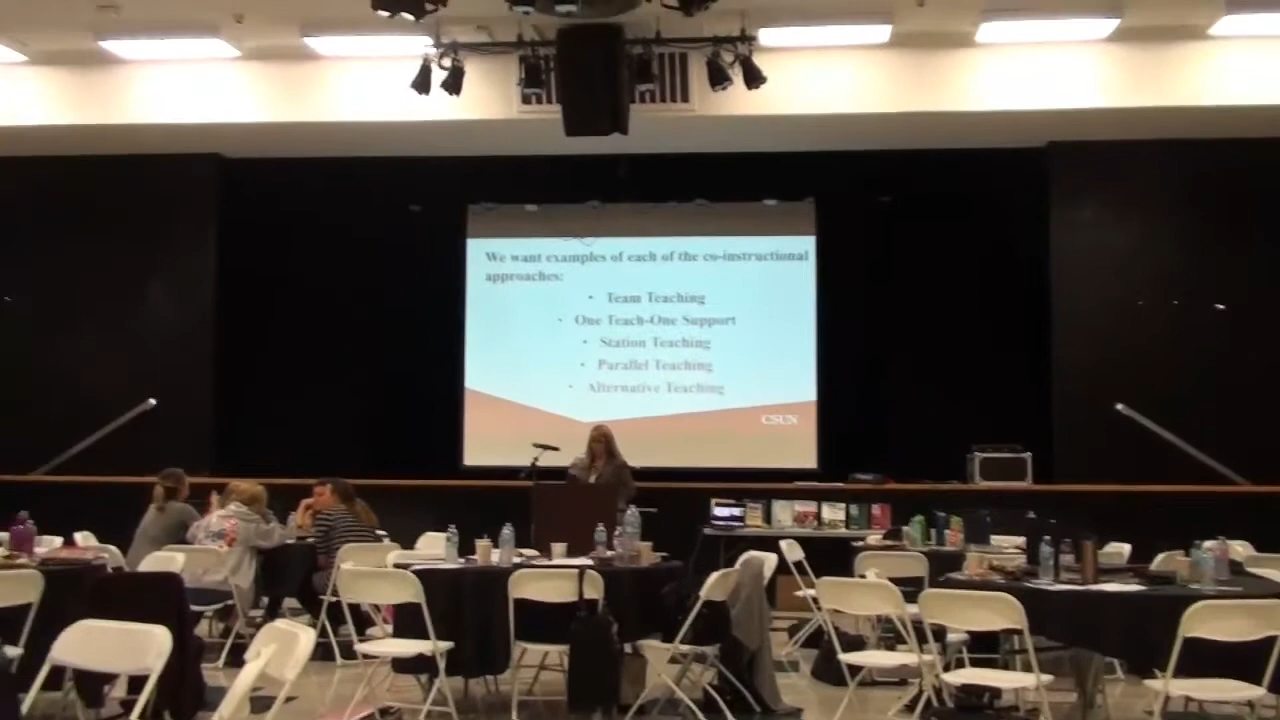 We want examples of each of the co-instructional
approaches:
• Team Teaching
• One Teach-One Support
• Station Teaching
• Parallel Teaching
• Alternative Teaching
CSUN